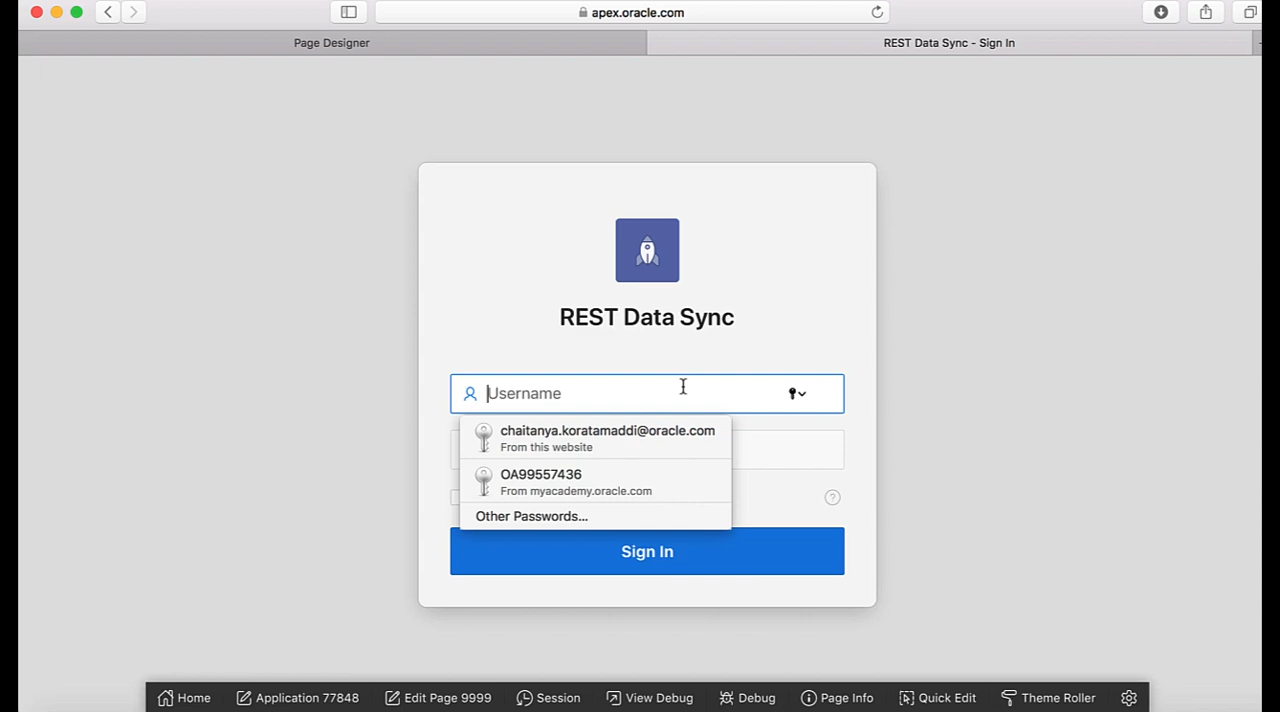 apex.oracle.com
Page Designer
REST Data Sync - Sign In
REST Data Sync
Username
chaitanya.koratamaddi@oracle.com
From this website
OA99557436
From myacademy.oracle.com
Other Passwords...
?
Sign In
Home
Application 77848
Edit Page 9999
Session
View Debug
Debug
Page Info
Quick Edit
Theme Roller